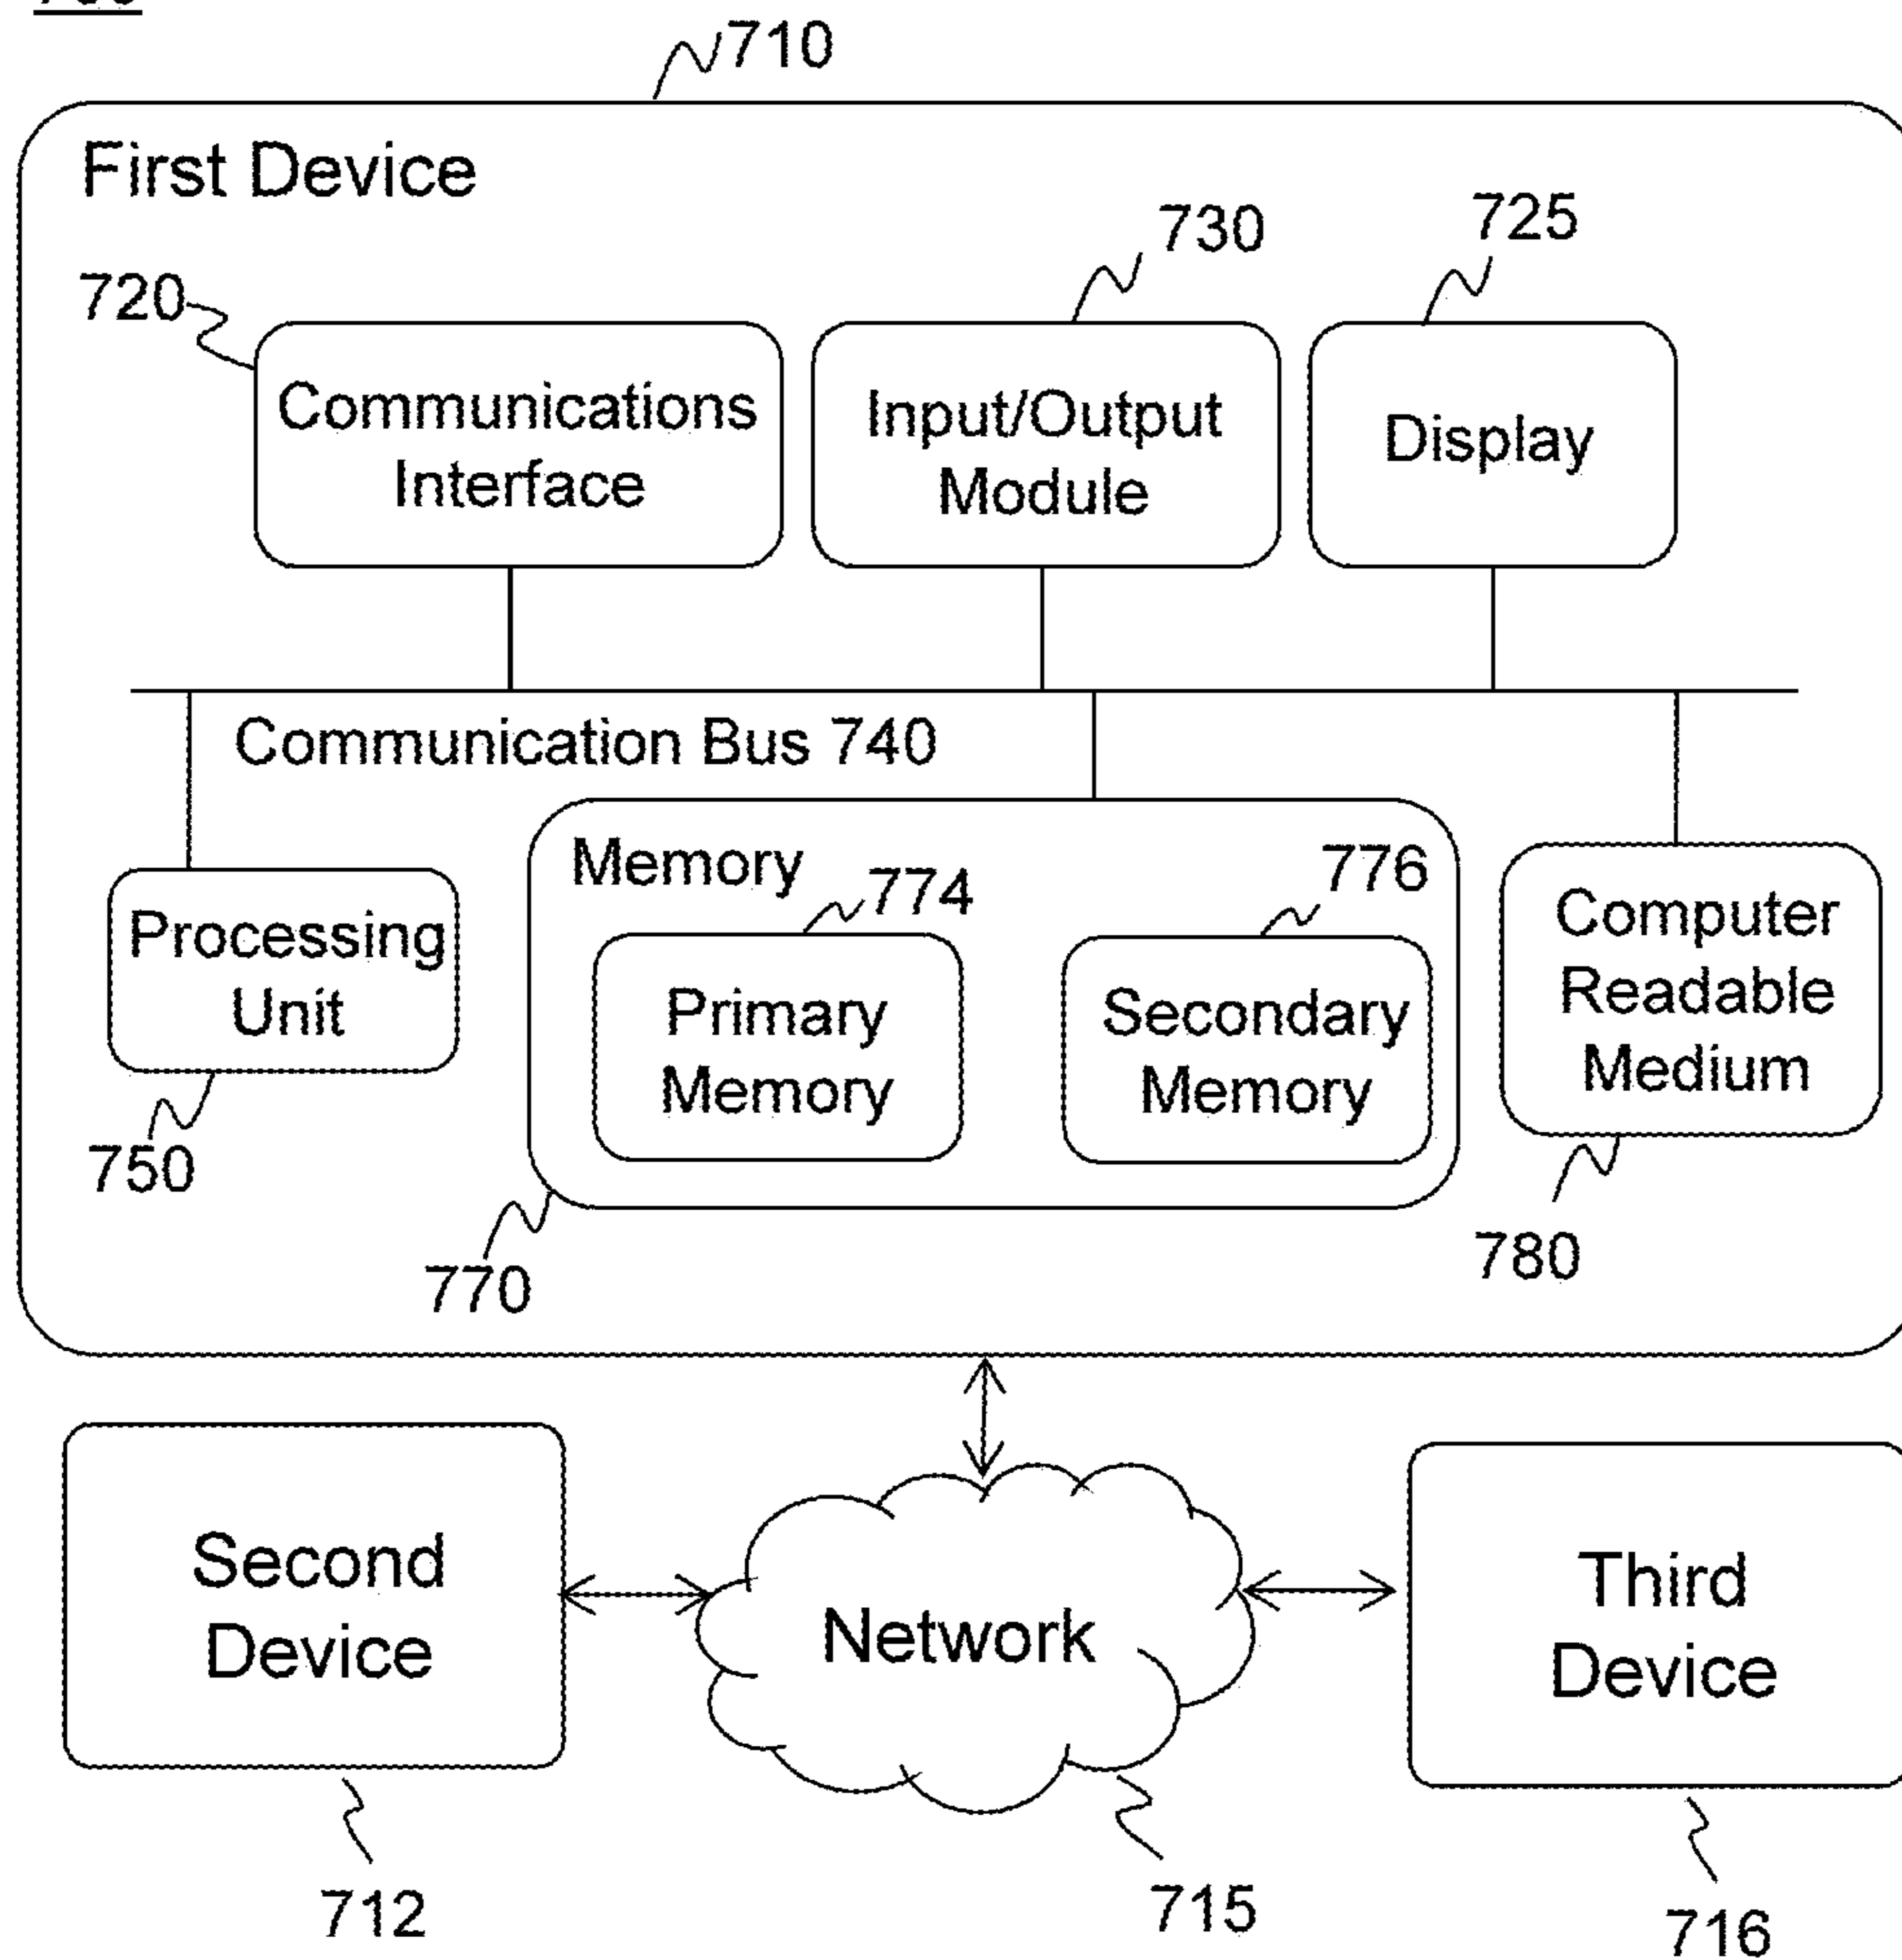 710
First Device
730
725
720
Communications
Interface
Input/Output
Module
Display
Communication Bus 740
Memory
774
776
Processing
Unit
Primary
Memory
Secondary
Memory
Computer
Readable
Medium
750
770
780
Second
Device
Network
Third
Device
712
715
716